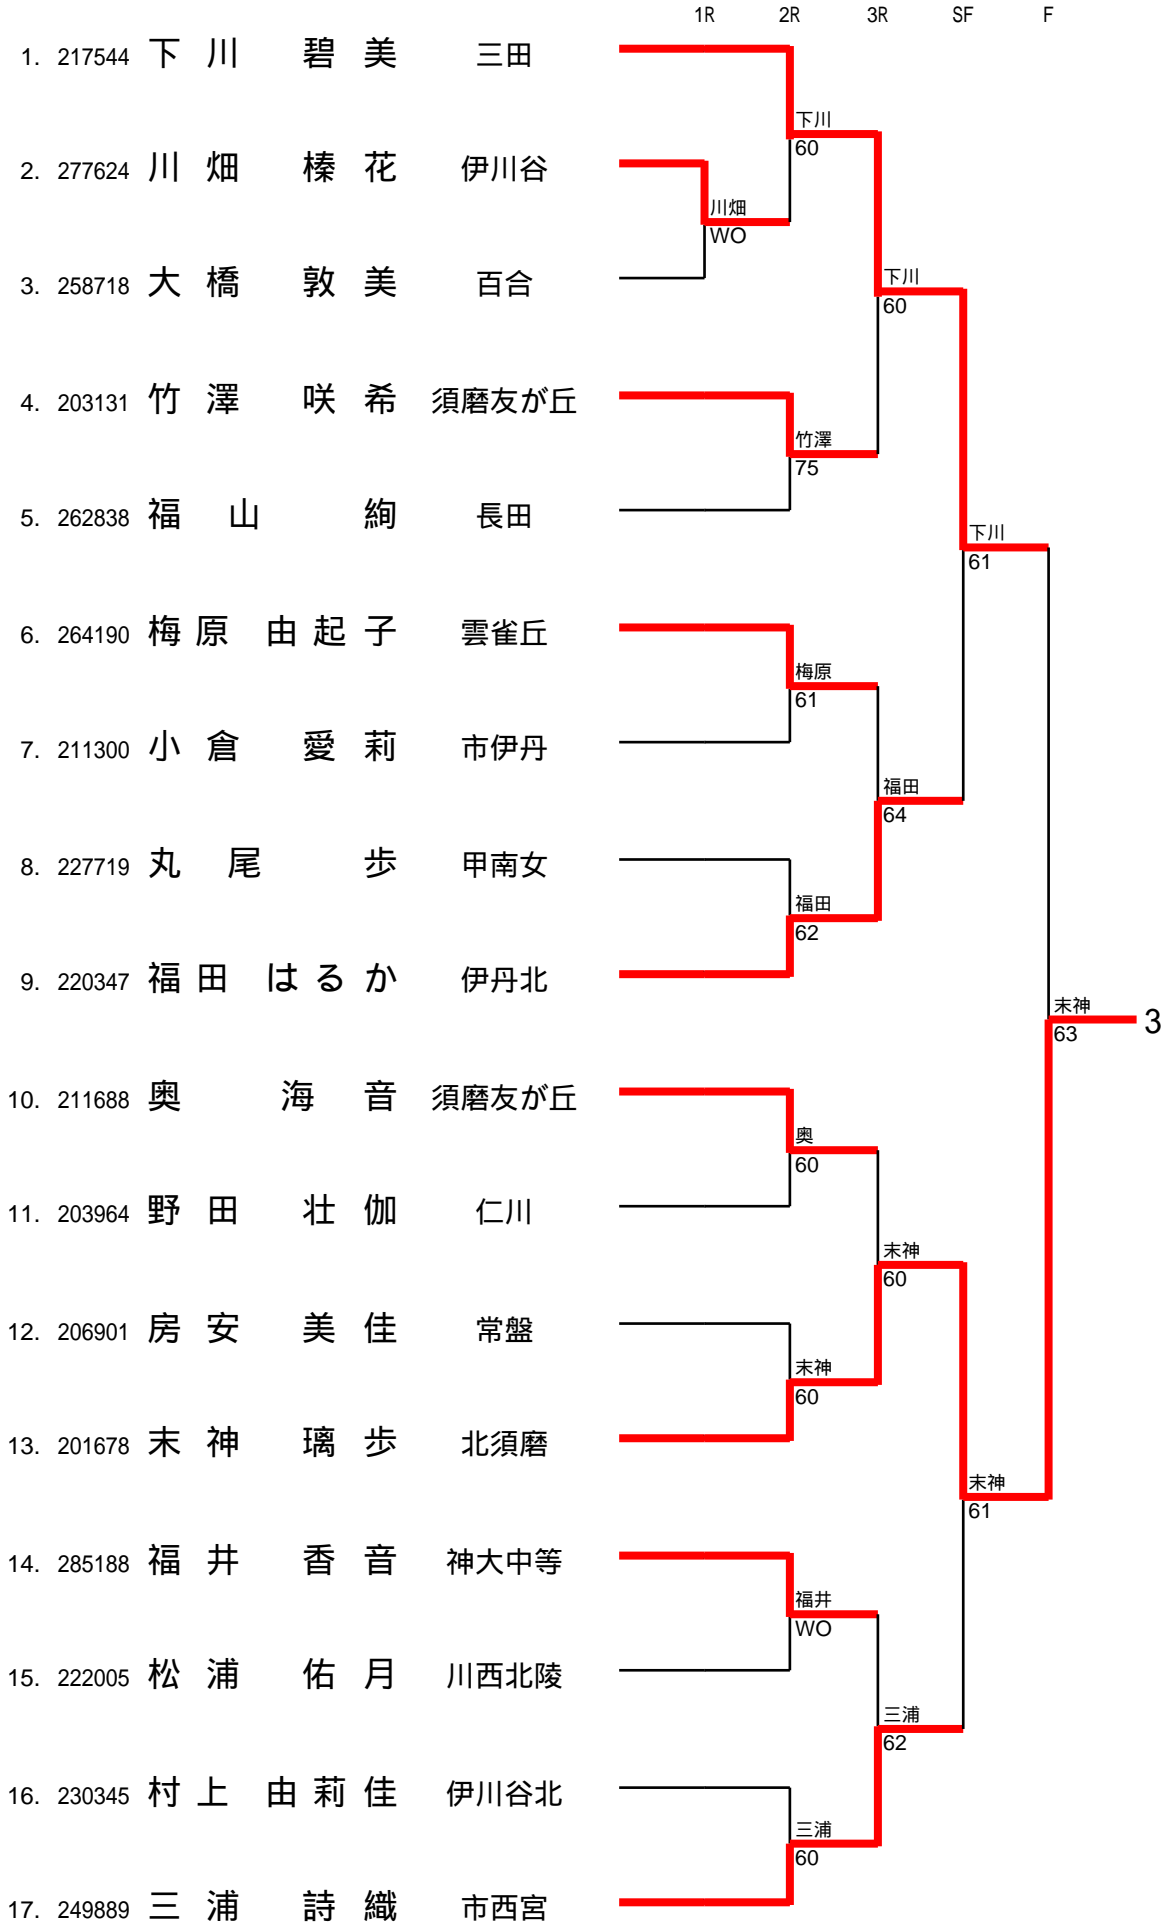 1R 2R 3R SF F
1. 217544 下川 碧美 三田
下川
60
2. 277624 川畑 榛花 伊川谷
川畑
WO
3. 258718 大橋 敦美 百合
下川
60
4. 203131 竹澤 咲希 須磨友が丘
竹澤
75
5. 262838 福山 絢 長田
下川
61
6. 264190 梅原 由起子 雲雀丘
梅原
61
7. 211300 小倉 愛莉 市伊丹
福田
64
8. 227719 丸尾 歩 甲南女
福田
62
9. 220347 福田 はるか 伊丹北
末神
63
3
10. 211688 奥 海音 須磨友が丘
奥
60
11. 203964 野田 壮伽 仁川
末神
60
12. 206901 房安 美佳 常盤
末神
60
13. 201678 末神 璃歩 北須磨
末神
61
14. 285188 福井 香音 神大中等
福井
WO
15. 222005 松浦 佑月 川西北陵
三浦
62
16. 230345 村上 由莉佳 伊川谷北
三浦
60
17. 249889 三浦 詩織 市西宮